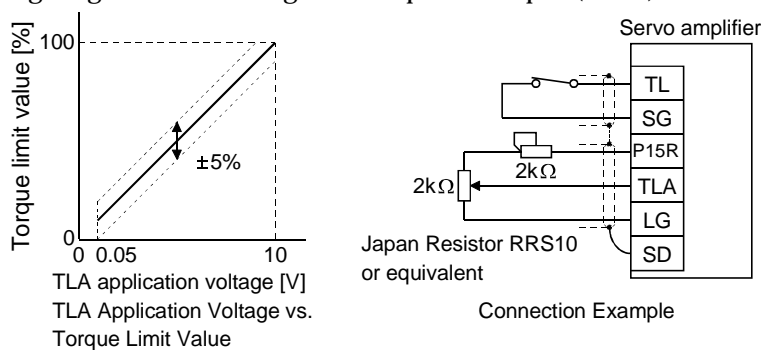 Servo amplifier
Torque limit value [%]
100
0
0 0.05 10
±5%
TLA application voltage [V]
TLA Application Voltage vs.
Torque Limit Value
TL
SG
P15R
TLA
LG
SD
2kΩ
2kΩ
Japan Resistor RRS10
or equivalent
Connection Example